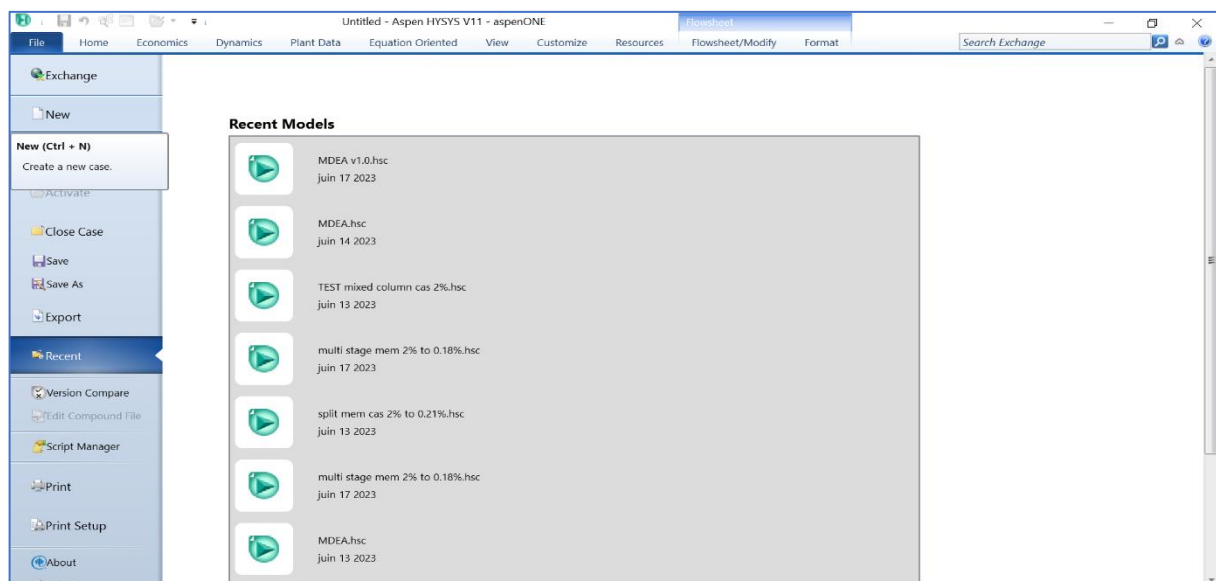 Untitled - Aspen HYSYS V11 - aspenONE
Flowsheet
File Home Economics Dynamics Plant Data Equation Oriented View Customize Resources Flowsheet/Modify Format Search Exchange
Exchange
New
New (Ctrl + N)
Create a new case.
Activate
Close Case
Save
Save As
Export
Recent
Version Compare
Edit Compound File
Script Manager
Print
Print Setup
About
Recent Models
MDEA v1.0.hsc
juin 17 2023
MDEA.hsc
juin 14 2023
TEST mixed column cas 2%.hsc
juin 13 2023
multi stage mem 2% to 0.18%.hsc
juin 17 2023
split mem cas 2% to 0.21%.hsc
juin 13 2023
multi stage mem 2% to 0.18%.hsc
juin 17 2023
MDEA.hsc
juin 13 2023